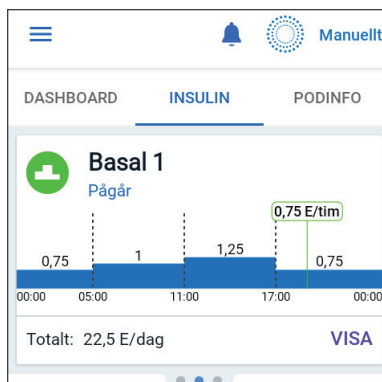 Manuellt
DASHBOARD INSULIN PODINFO
Basal 1
Pågår
0,75 E/tim
0,75 1 1,25 0,75
00:00 05:00 11:00 17:00 00:00
Totalt: 22,5 E/dag VISA